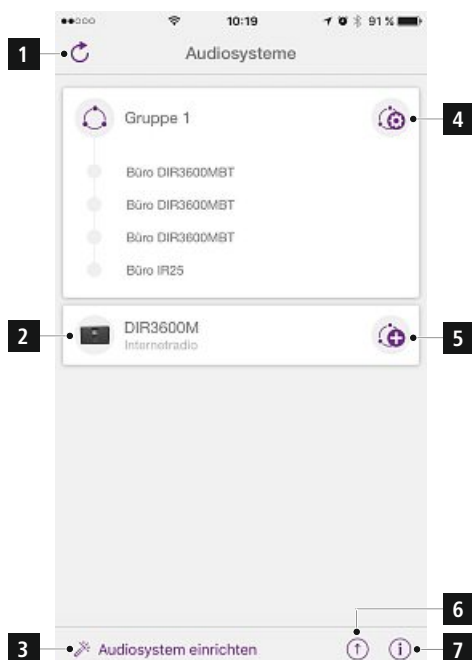 10:19
91 %
1
Audiosysteme
Gruppe 1
4
Büro DIR3600MBT
Büro DIR3600MBT
Büro DIR3600MBT
Büro IR25
2
DIR3600M
5
Internetradio
6
3
Audiosystem einrichten
7